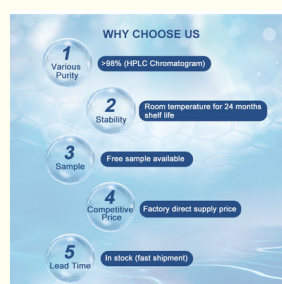 WHY CHOOSE US
1
Various
Purity
>98% (HPLC Chromatogram)
2
Stability
Room temperature for 24 months
shelf life
3
Sample
Free sample available
4
Competitive
Price
Factory direct supply price
5
Lead Time
In stock (fast shipment)